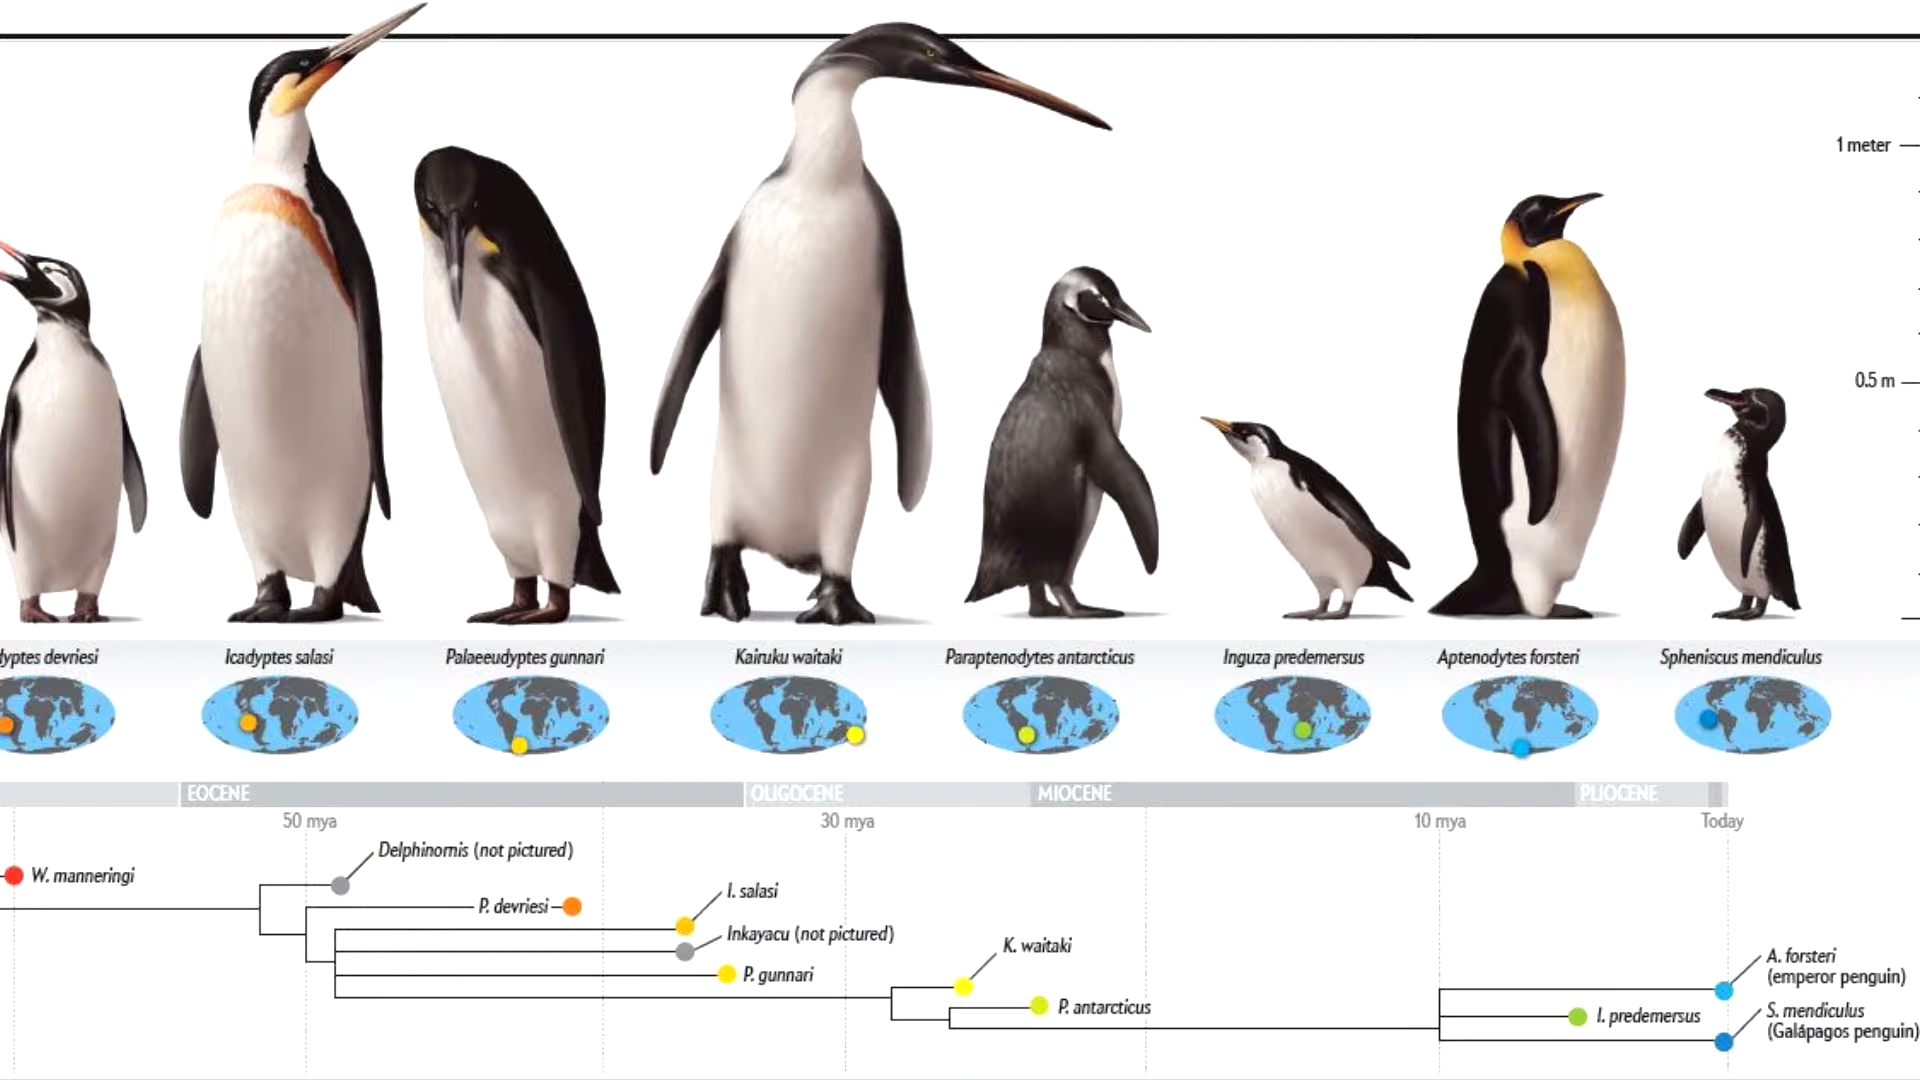 1 meter
0.5 m
dyptes devriesi
Icadyptes salasi
Palaeeudyptes gunnari
Kairuku waitaki
Paraptenodytes antarcticus
Inguza predemersus
Aptenodytes forsteri
Spheniscus mendiculus
EOCENE
OLIGOCENE
MIOCENE
PLIOCENE
50 mya
30 mya
10 mya
Today
Delphinornis (not pictured)
W. manneringi
I. salasi
P. devriesi
Inkayacu (not pictured)
K. waitaki
A. forsteri
(emperor penguin)
P. gunnari
P. antarcticus
I. predemersus
S. mendiculus
(Galápagos penguin)